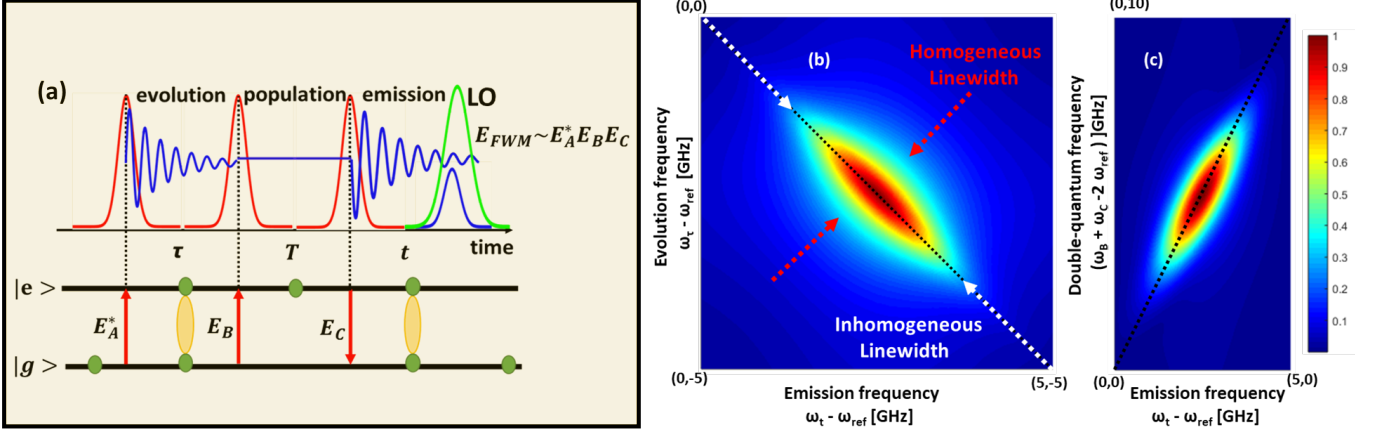 (a)
evolution population emission LO
E_FWM~E_A^* E_B E_C
time
τ T t
|e >
E_A^* E_B E_C
|g >
(0,0)
(b)
Homogeneous
Linewidth
Inhomogeneous
Linewidth
Evolution frequency
ω_τ - ω_ref [GHz]
(0,-5)
(5,-5)
Emission frequency
ω_t - ω_ref [GHz]
(0,10)
(c)
Double-quantum frequency
(ω_B + ω_C -2 ω_ref ) ]GHz)
(0,0)
(5,0)
Emission frequency
ω_t - ω_ref [GHz]
1
0.9
0.8
0.7
0.6
0.5
0.4
0.3
0.2
0.1
0